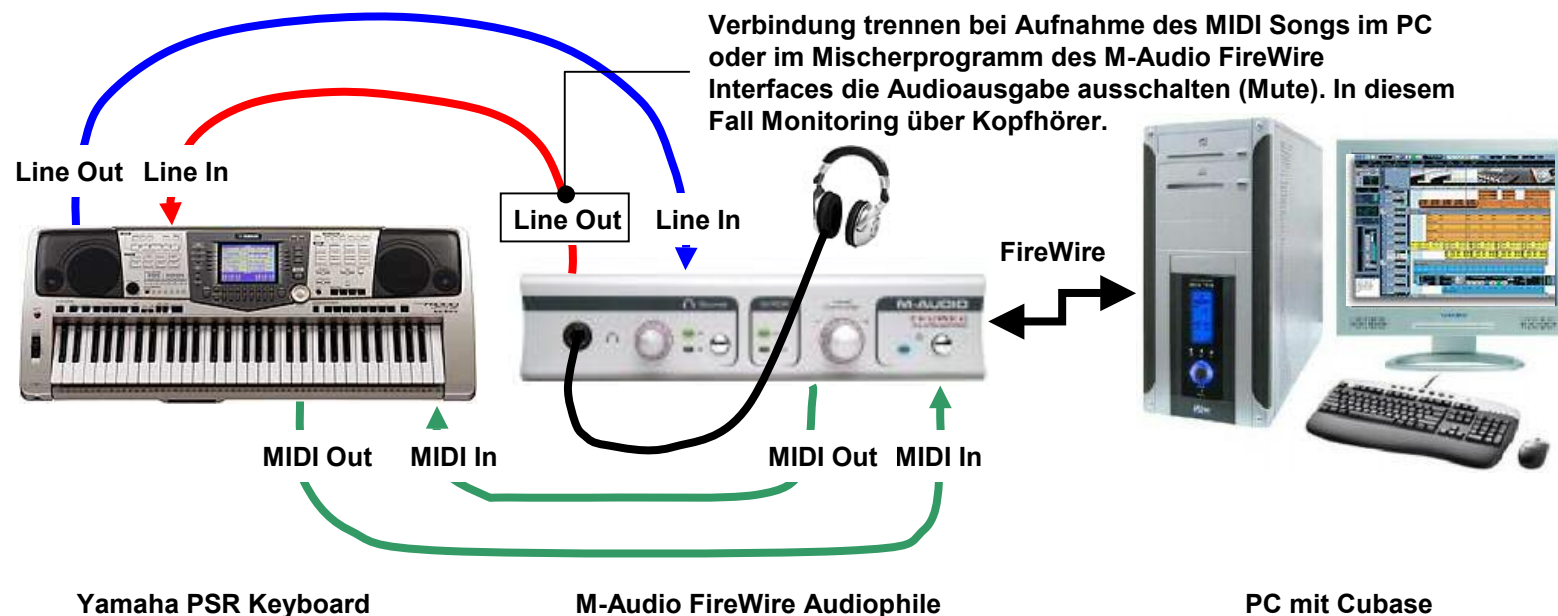 Verbindung trennen bei Aufnahme des MIDI Songs im PC
oder im Mischerprogramm des M-Audio FireWire
Interfaces die Audioausgabe ausschalten (Mute). In diesem
Fall Monitoring über Kopfhörer.
Line Out
Line In
Line Out
Line In
FireWire
M-AUDIO
MIDI Out
MIDI In
MIDI Out
MIDI In
Yamaha PSR Keyboard
M-Audio FireWire Audiophile
PC mit Cubase